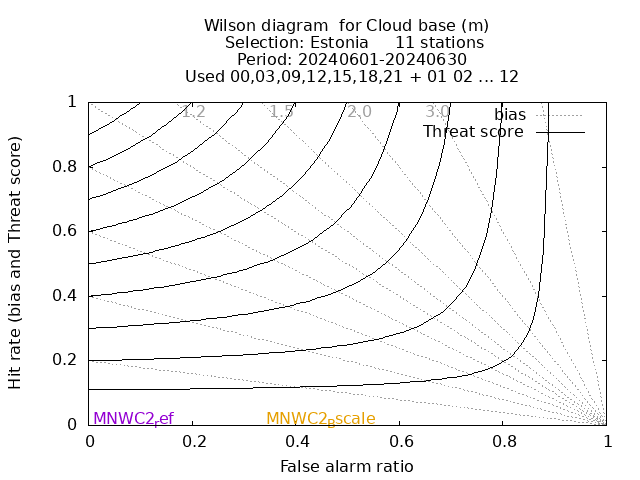 Wilson diagram  for Cloud base (m)
Selection: Estonia     11 stations
Period: 20240601-20240630
Used 00,03,09,12,15,18,21 + 01 02 ... 12
1.2 1.5 2.0 3.0
bias
Threat score
1
0.8
0.6
0.4
0.2
0
Hit rate (bias and Threat score)
MNWC2ref MNWC2Bscale
0 0.2 0.4 0.6 0.8 1
False alarm ratio